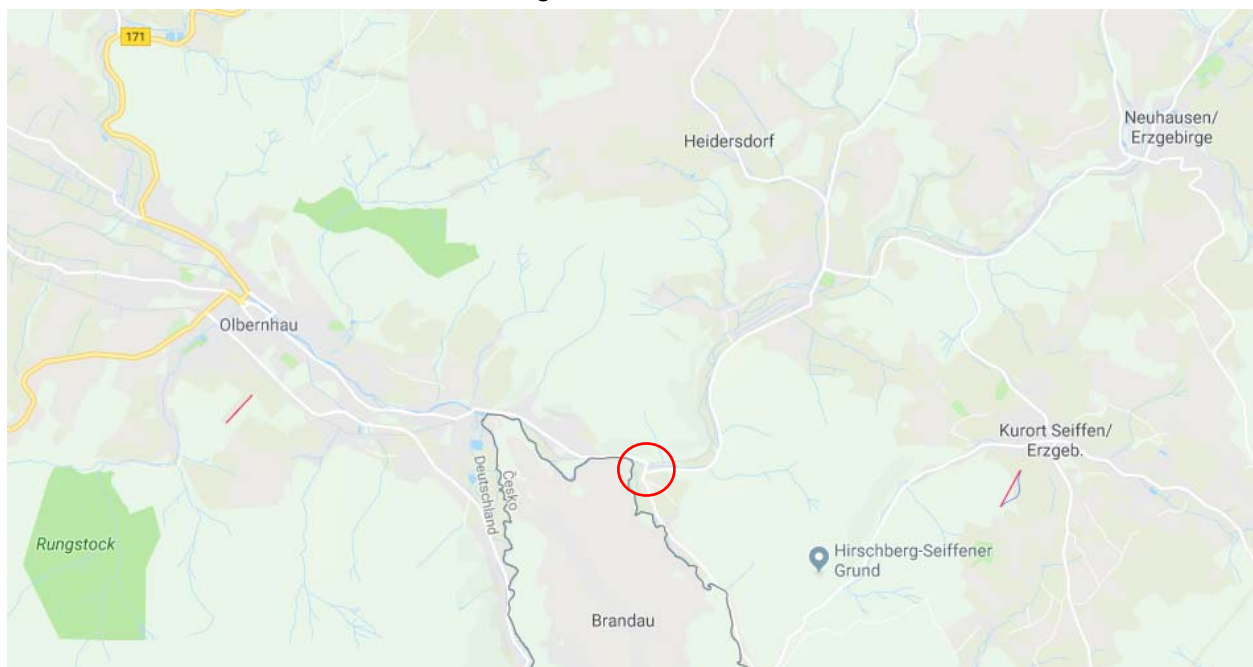 171
Heidersdorf
Neuhausen/
Erzgebirge
Olbernhau
Kurort Seiffen/
Erzgeb.
Česko
Deutschland
Rungstock
Hirschberg-Seiffener
Grund
Brandau